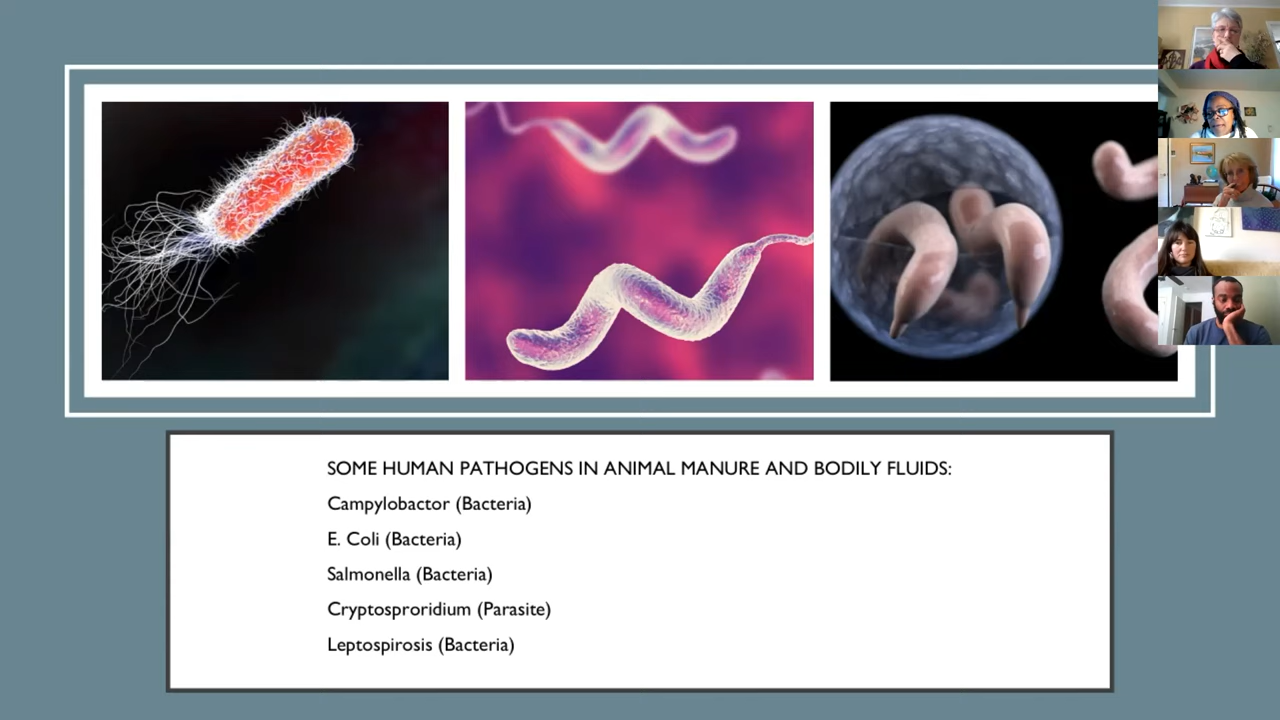 SOME HUMAN PATHOGENS IN ANIMAL MANURE AND BODILY FLUIDS:
Campylobactor (Bacteria)
E. Coli (Bacteria)
Salmonella (Bacteria)
Cryptosproridium (Parasite)
Leptospirosis (Bacteria)